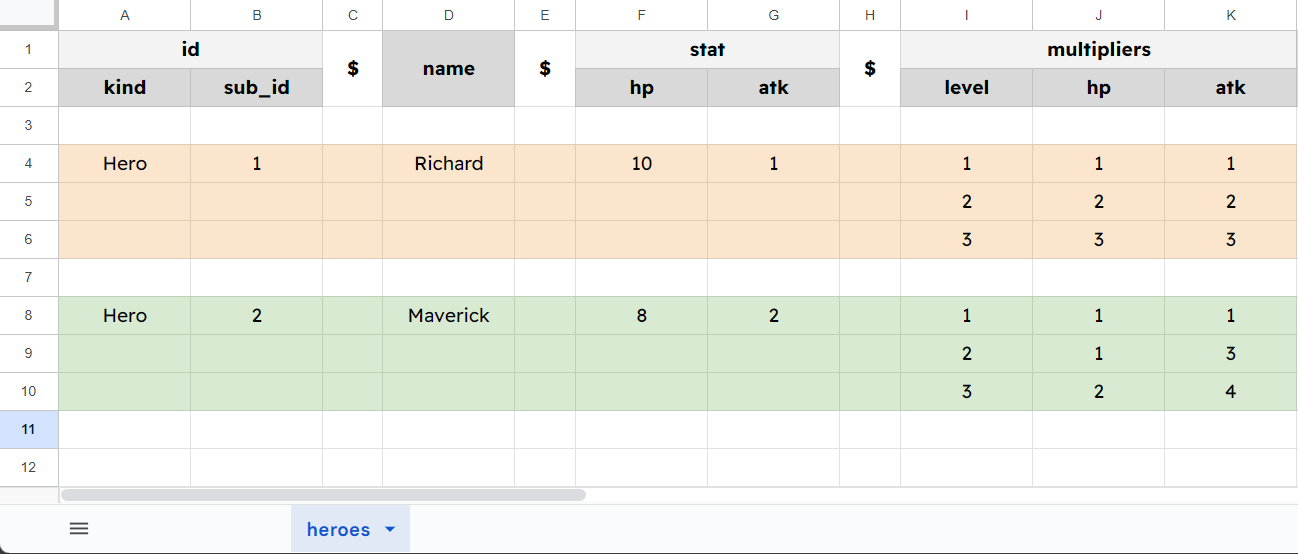 A B C D E F G H I J K
1 id $ name $ stat $ multipliers
2 kind sub_id hp atk level hp atk
3
4 Hero 1 Richard 10 1 1 1 1
5 2 2 2
6 3 3 3
7
8 Hero 2 Maverick 8 2 1 1 1
9 2 1 3
10 3 2 4
11
12
heroes